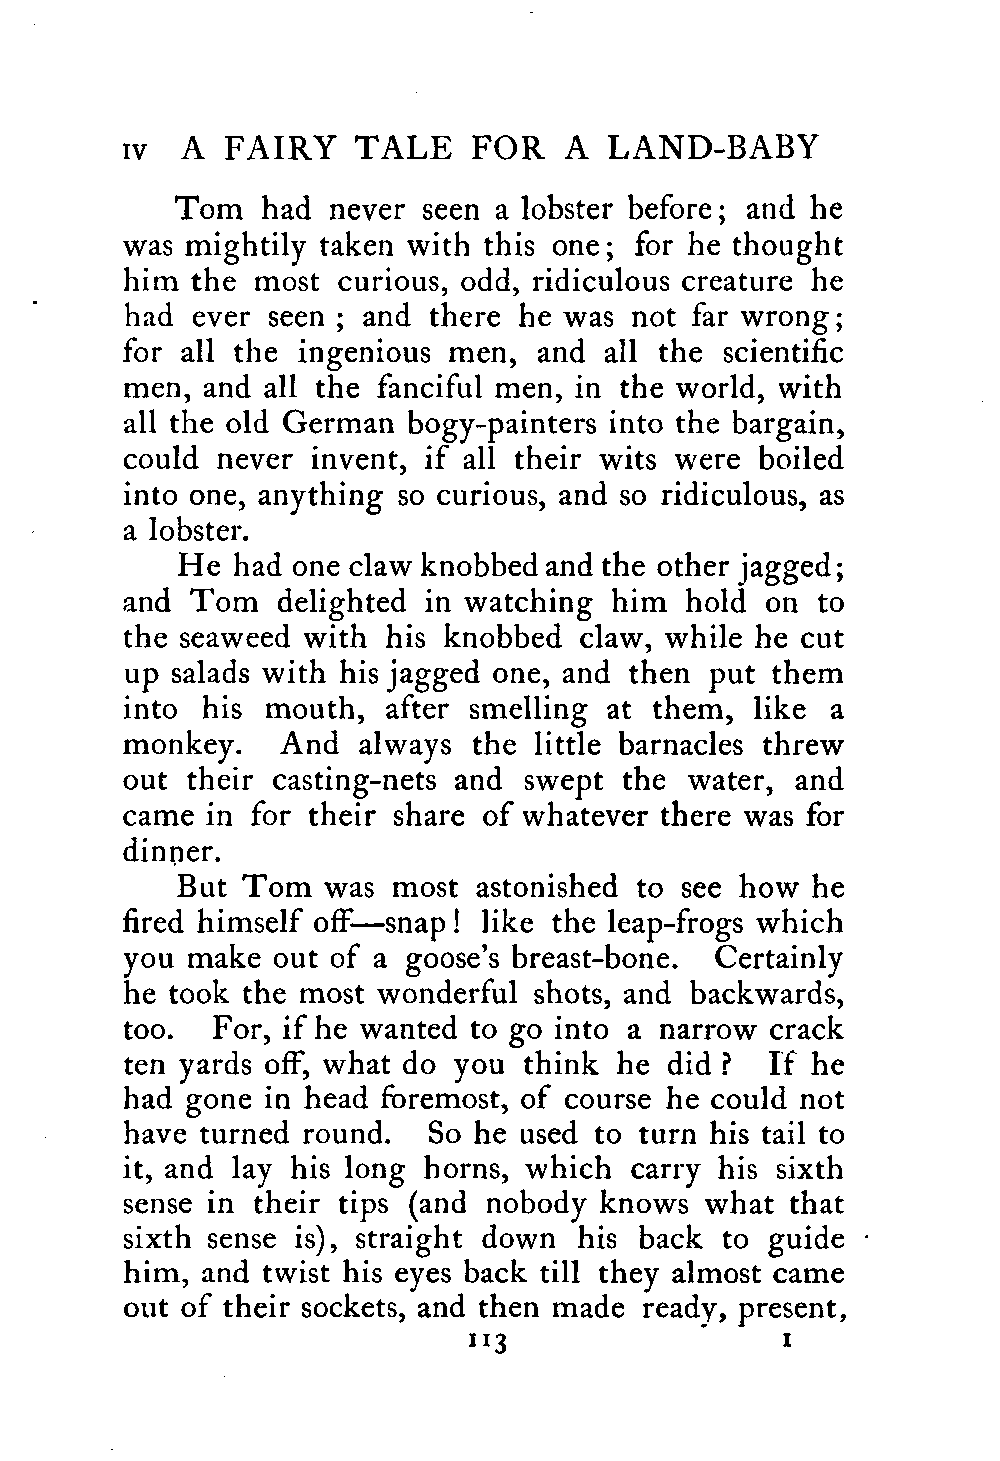 IV A FAIRY TALE FOR A LAND-BABY
Tom had never seen a lobster before; and he
was mightily taken with this one; for he thought
him the most curious, odd, ridiculous creature he
had ever seen ; and there he was not far wrong;
for all the ingenious men, and all the scientific
men, and all the fanciful men, in the world, with
all the old German bogy-painters into the bargain,
could never invent, if all their wits were boiled
into one, anything so curious, and so ridiculous, as
a lobster.
He had one claw knobbed and the other jagged;
and Tom delighted in watching him hold on to
the seaweed with his knobbed claw, while he cut
up salads with his jagged one, and then put them
into his mouth, after smelling at them, like a
monkey. And always the little barnacles threw
out their casting-nets and swept the water, and
came in for their share of whatever there was for
dinner.
But Tom was most astonished to see how he
fired himself off—snap! like the leap-frogs which
you make out of a goose's breast-bone. Certainly
he took the most wonderful shots, and backwards,
too. For, if he wanted to go into a narrow crack
ten yards off, what do you think he did? If he
had gone in head foremost, of course he could not
have turned round. So he used to turn his tail to
it, and lay his long horns, which carry his sixth
sense in their tips (and nobody knows what that
sixth sense is), straight down his back to guide
him, and twist his eyes back till they almost came
out of their sockets, and then made ready, present,
113 I